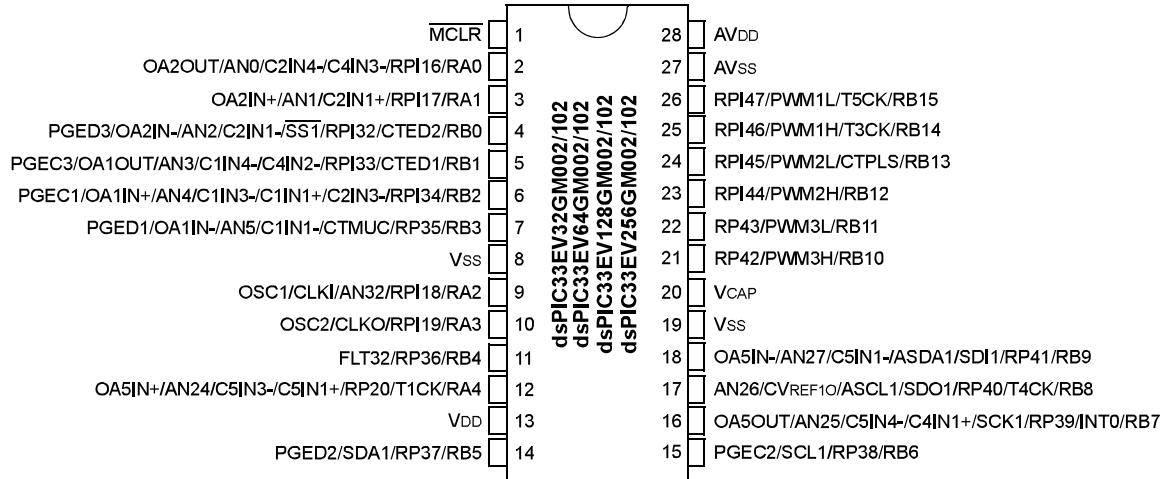 MCLR 1
OA2OUT/AN0/C2IN4-/C4IN3-/RPI16/RA0 2
OA2IN+/AN1/C2IN1+/RPI17/RA1 3
PGED3/OA2IN-/AN2/C2IN1-/SS1/RPI32/CTED2/RB0 4
PGEC3/OA1OUT/AN3/C1IN4-/C4IN2-/RPI33/CTED1/RB1 5
PGEC1/OA1IN+/AN4/C1IN3-/C1IN1+/C2IN3-/RPI34/RB2 6
PGED1/OA1IN-/AN5/C1IN1-/CTMUC/RP35/RB3 7
VSS 8
OSC1/CLKI/AN32/RPI18/RA2 9
OSC2/CLKO/RPI19/RA3 10
FLT32/RP36/RB4 11
OA5IN+/AN24/C5IN3-/C5IN1+/RP20/T1CK/RA4 12
VDD 13
PGED2/SDA1/RP37/RB5 14
dsPIC33EV32GM002/102
dsPIC33EV64GM002/102
dsPIC33EV128GM002/102
dsPIC33EV256GM002/102
28 AVDD
27 AVSS
26 RPI47/PWM1L/T5CK/RB15
25 RPI46/PWM1H/T3CK/RB14
24 RPI45/PWM2L/CTPLS/RB13
23 RPI44/PWM2H/RB12
22 RP43/PWM3L/RB11
21 RP42/PWM3H/RB10
20 VCAP
19 VSS
18 OA5IN-/AN27/C5IN1-/ASDA1/SDI1/RP41/RB9
17 AN26/CVREF1O/ASCL1/SDO1/RP40/T4CK/RB8
16 OA5OUT/AN25/C5IN4-/C4IN1+/SCK1/RP39/INT0/RB7
15 PGEC2/SCL1/RP38/RB6